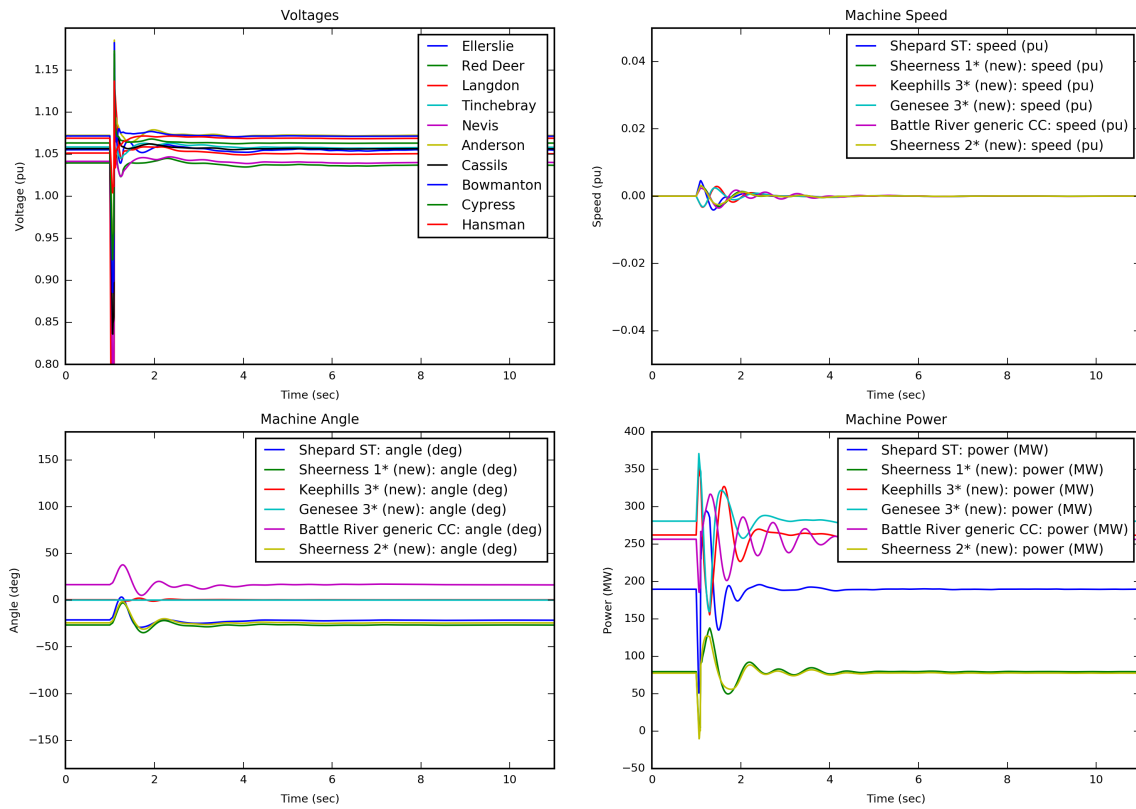 Voltages
1.15
1.10
1.05
1.00
0.95
0.90
0.85
0.80
Voltage (pu)
0 2 4 6 8 10
Time (sec)
Ellerslie
Red Deer
Langdon
Tinchebray
Nevis
Anderson
Cassils
Bowmanton
Cypress
Hansman
Machine Speed
0.04
0.02
0.00
−0.02
−0.04
Speed (pu)
0 2 4 6 8 10
Time (sec)
Shepard ST: speed (pu)
Sheerness 1* (new): speed (pu)
Keephills 3* (new): speed (pu)
Genesee 3* (new): speed (pu)
Battle River generic CC: speed (pu)
Sheerness 2* (new): speed (pu)
Machine Angle
150
100
50
0
−50
−100
−150
Angle (deg)
0 2 4 6 8 10
Time (sec)
Shepard ST: angle (deg)
Sheerness 1* (new): angle (deg)
Keephills 3* (new): angle (deg)
Genesee 3* (new): angle (deg)
Battle River generic CC: angle (deg)
Sheerness 2* (new): angle (deg)
Machine Power
400
350
300
250
200
150
100
50
0
−50
Power (MW)
0 2 4 6 8 10
Time (sec)
Shepard ST: power (MW)
Sheerness 1* (new): power (MW)
Keephills 3* (new): power (MW)
Genesee 3* (new): power (MW)
Battle River generic CC: power (MW)
Sheerness 2* (new): power (MW)